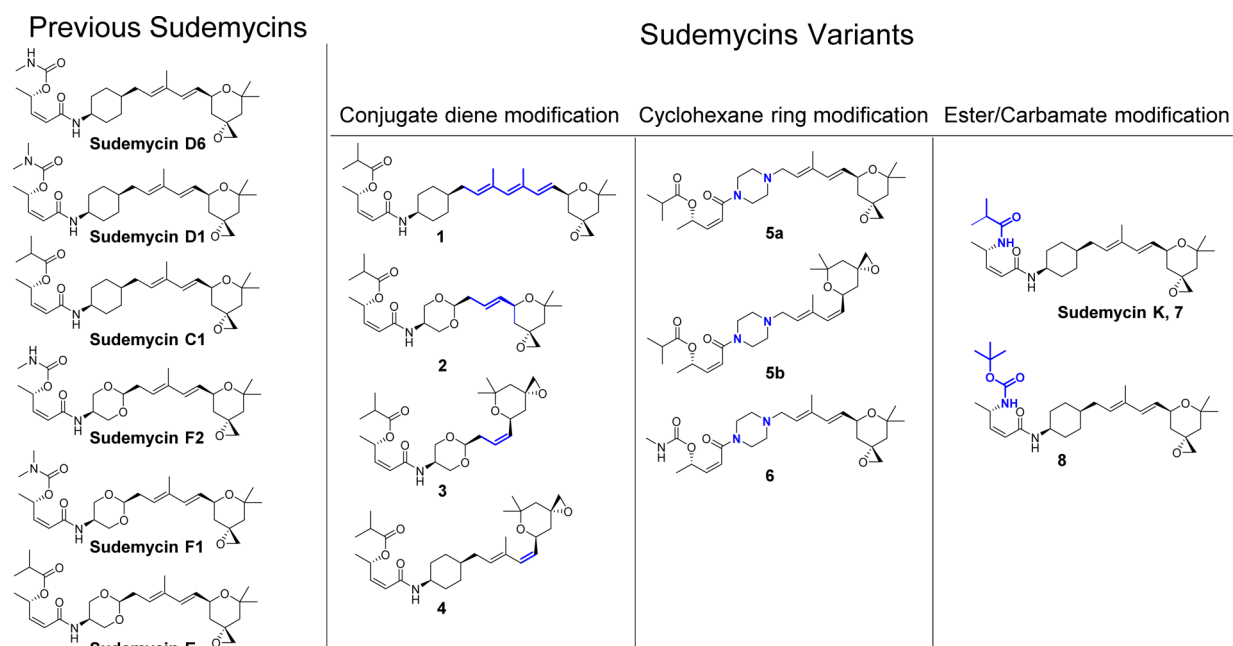 Previous Sudemycins
Sudemycins Variants
Conjugate diene modification
Cyclohexane ring modification
Ester/Carbamate modification
Sudemycin D6
Sudemycin D1
Sudemycin C1
Sudemycin F2
Sudemycin F1
1
2
3
4
5a
5b
6
Sudemycin K, 7
8